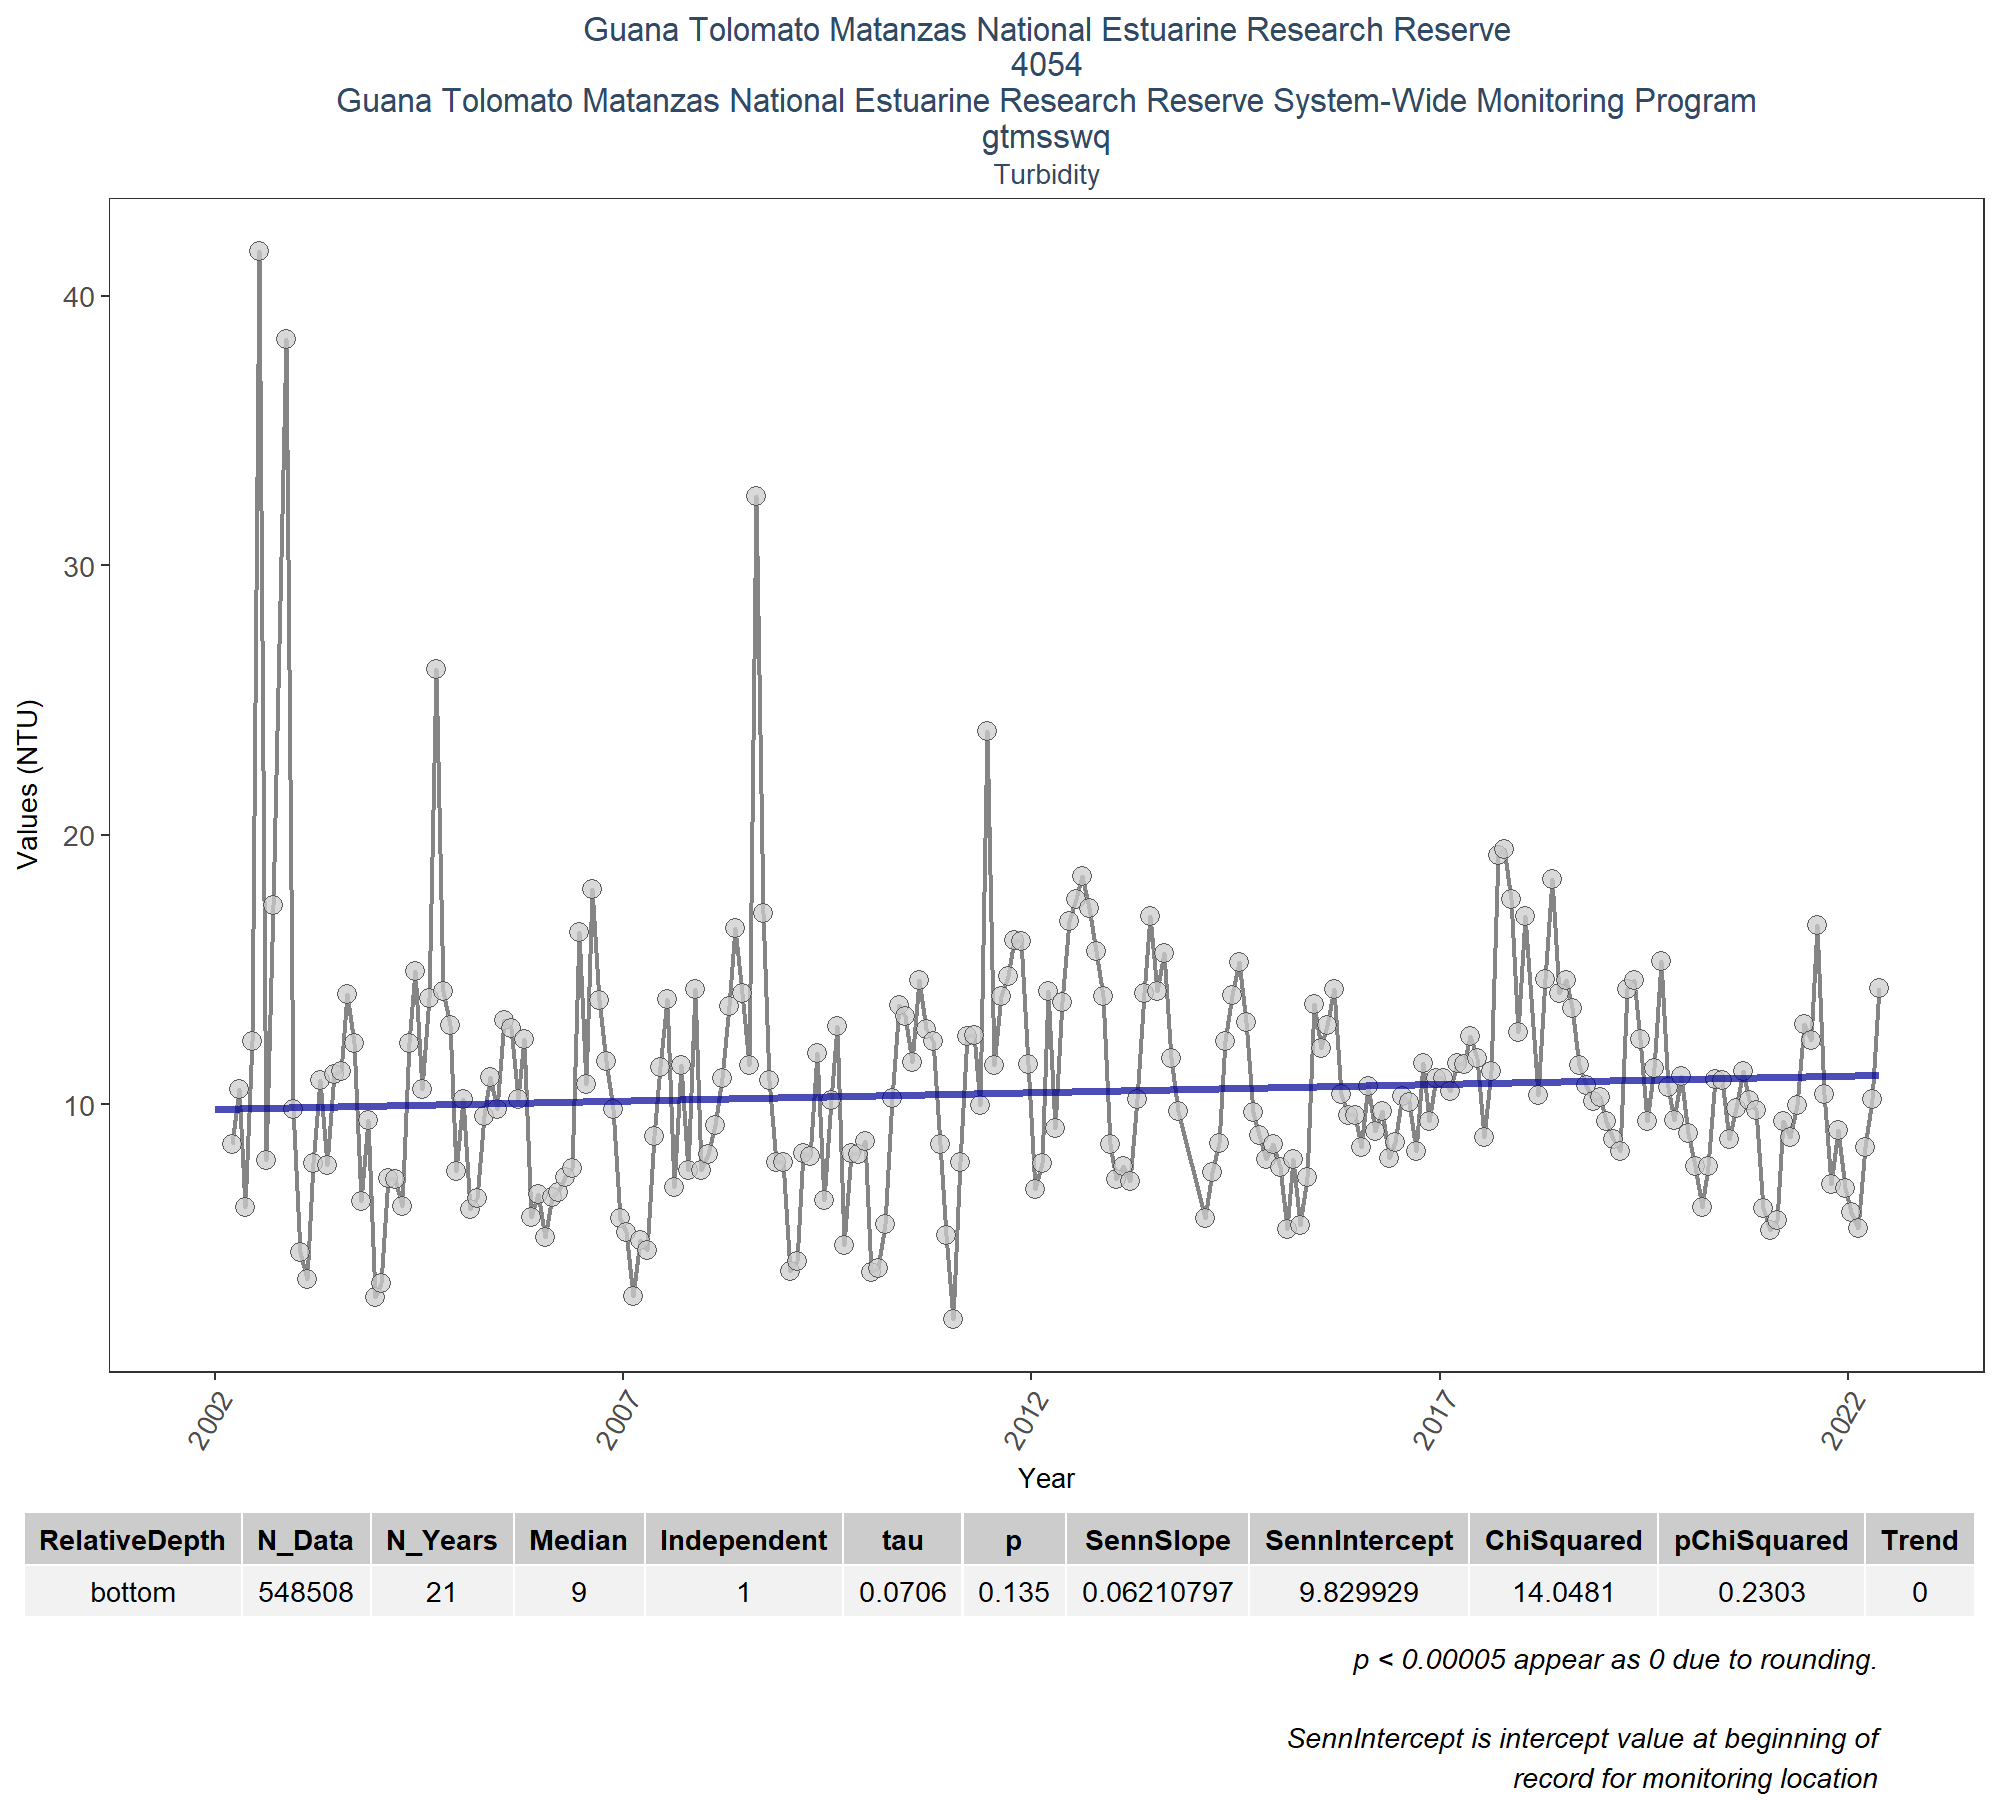 Guana Tolomato Matanzas National Estuarine Research Reserve
4054
Guana Tolomato Matanzas National Estuarine Research Reserve System-Wide Monitoring Program
gtmsswq
Turbidity
40
30
20
10
Values (NTU)
2002 2007 2012 2017 2022
Year
RelativeDepth N_Data N_Years Median Independent tau p SennSlope SennIntercept ChiSquared pChiSquared Trend
bottom 548508 21 9 1 0.0706 0.135 0.06210797 9.829929 14.0481 0.2303 0
p < 0.00005 appear as 0 due to rounding.
SennIntercept is intercept value at beginning of
record for monitoring location